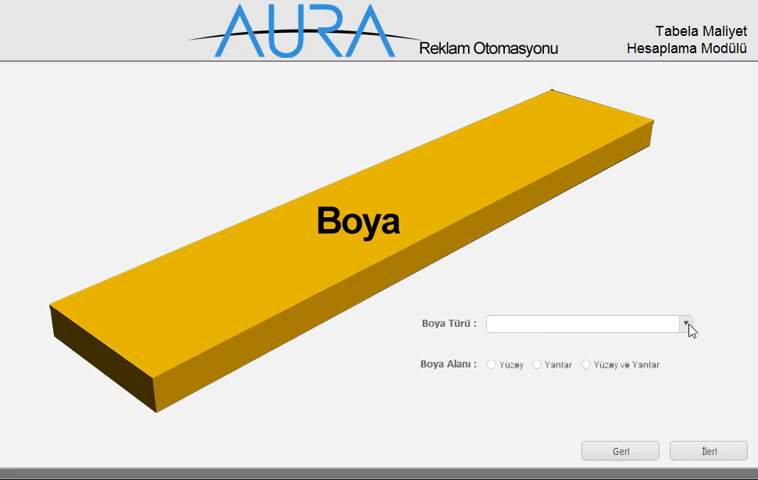 AURA
Reklam Otomasyonu
Tabela Maliyet
Hesaplama Modülü
Boya
Boya Türü :
Boya Alanı : Yüzey Yanlar Yüzey ve Yanlar
Geri İleri